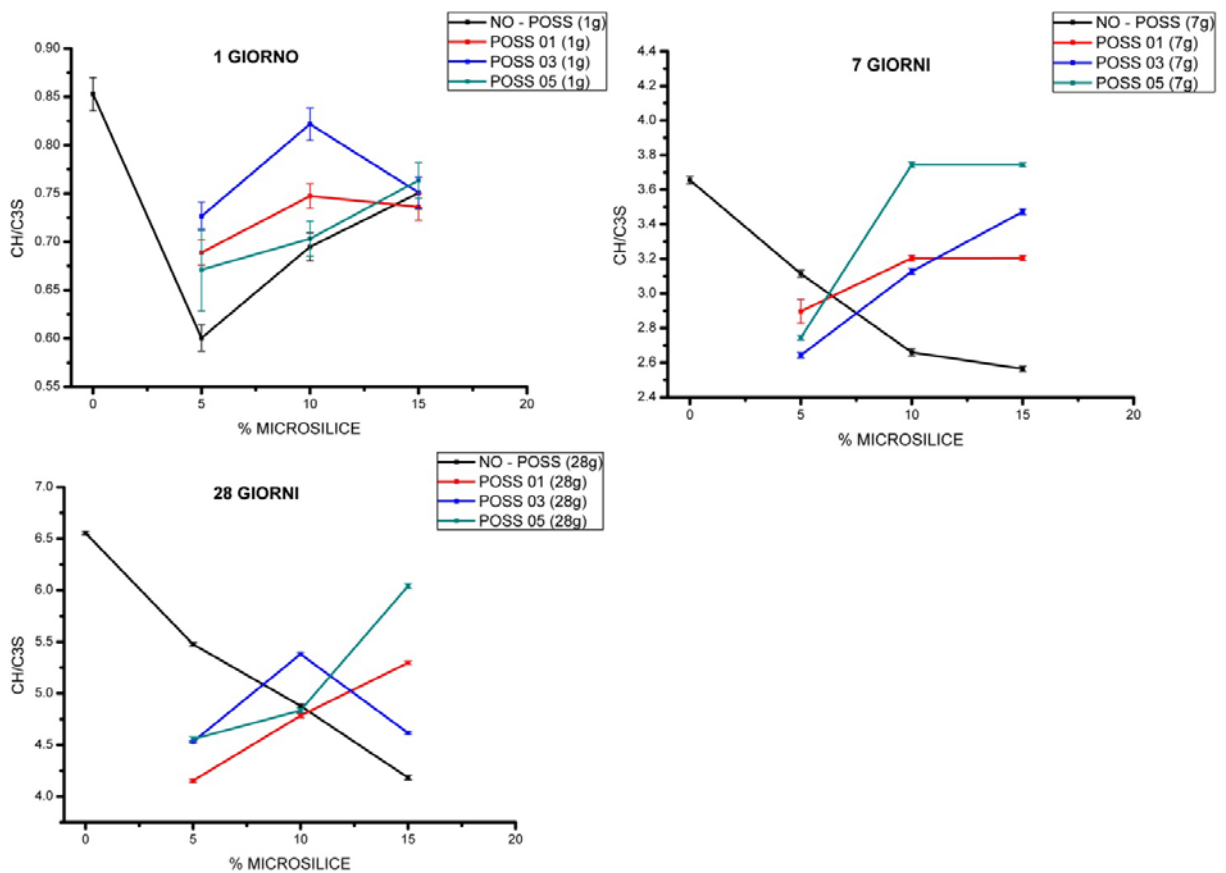 NO - POSS (1g)
POSS 01 (1g)
POSS 03 (1g)
POSS 05 (1g)
1 GIORNO
0.90
0.85
0.80
0.75
0.70
0.65
0.60
0.55
CH/C3S
0
5
10
15
20
% MICROSILICE
NO - POSS (7g)
POSS 01 (7g)
POSS 03 (7g)
POSS 05 (7g)
7 GIORNI
4.4
4.2
4.0
3.8
3.6
3.4
3.2
3.0
2.8
2.6
2.4
CH/C3S
0
5
10
15
20
% MICROSILICE
NO - POSS (28g)
POSS 01 (28g)
POSS 03 (28g)
POSS 05 (28g)
28 GIORNI
7.0
6.5
6.0
5.5
5.0
4.5
4.0
CH/C3S
0
5
10
15
20
% MICROSILICE